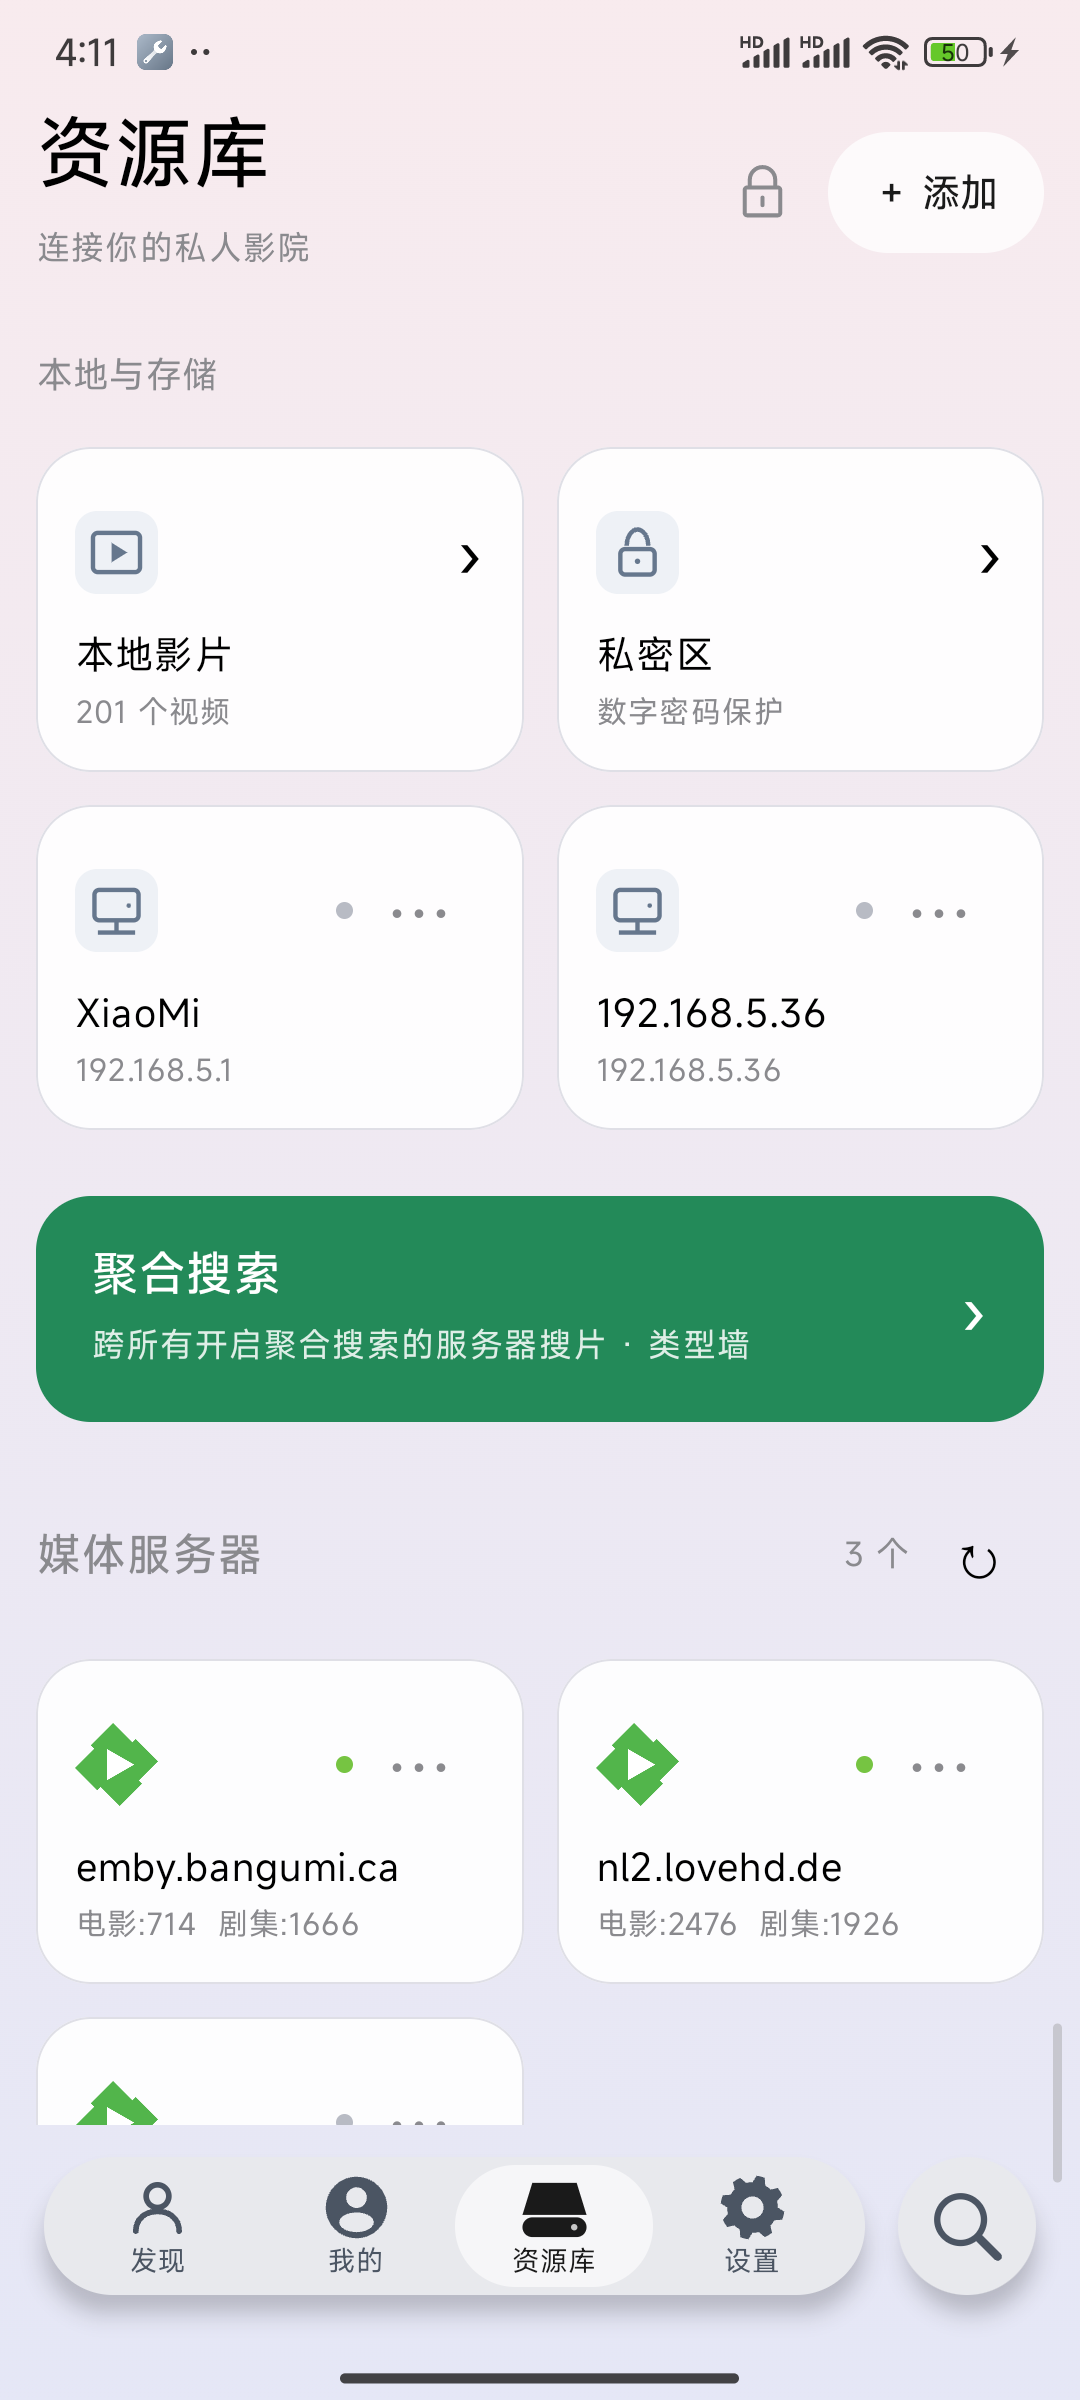 4:11
HD HD 50
资源库
+ 添加
连接你的私人影院
本地与存储
本地影片
201 个视频
私密区
数字密码保护
XiaoMi
192.168.5.1
192.168.5.36
192.168.5.36
聚合搜索
跨所有开启聚合搜索的服务器搜片 · 类型墙
媒体服务器
3 个
emby.bangumi.ca
电影:714 剧集:1666
nl2.lovehd.de
电影:2476 剧集:1926
发现
我的
资源库
设置